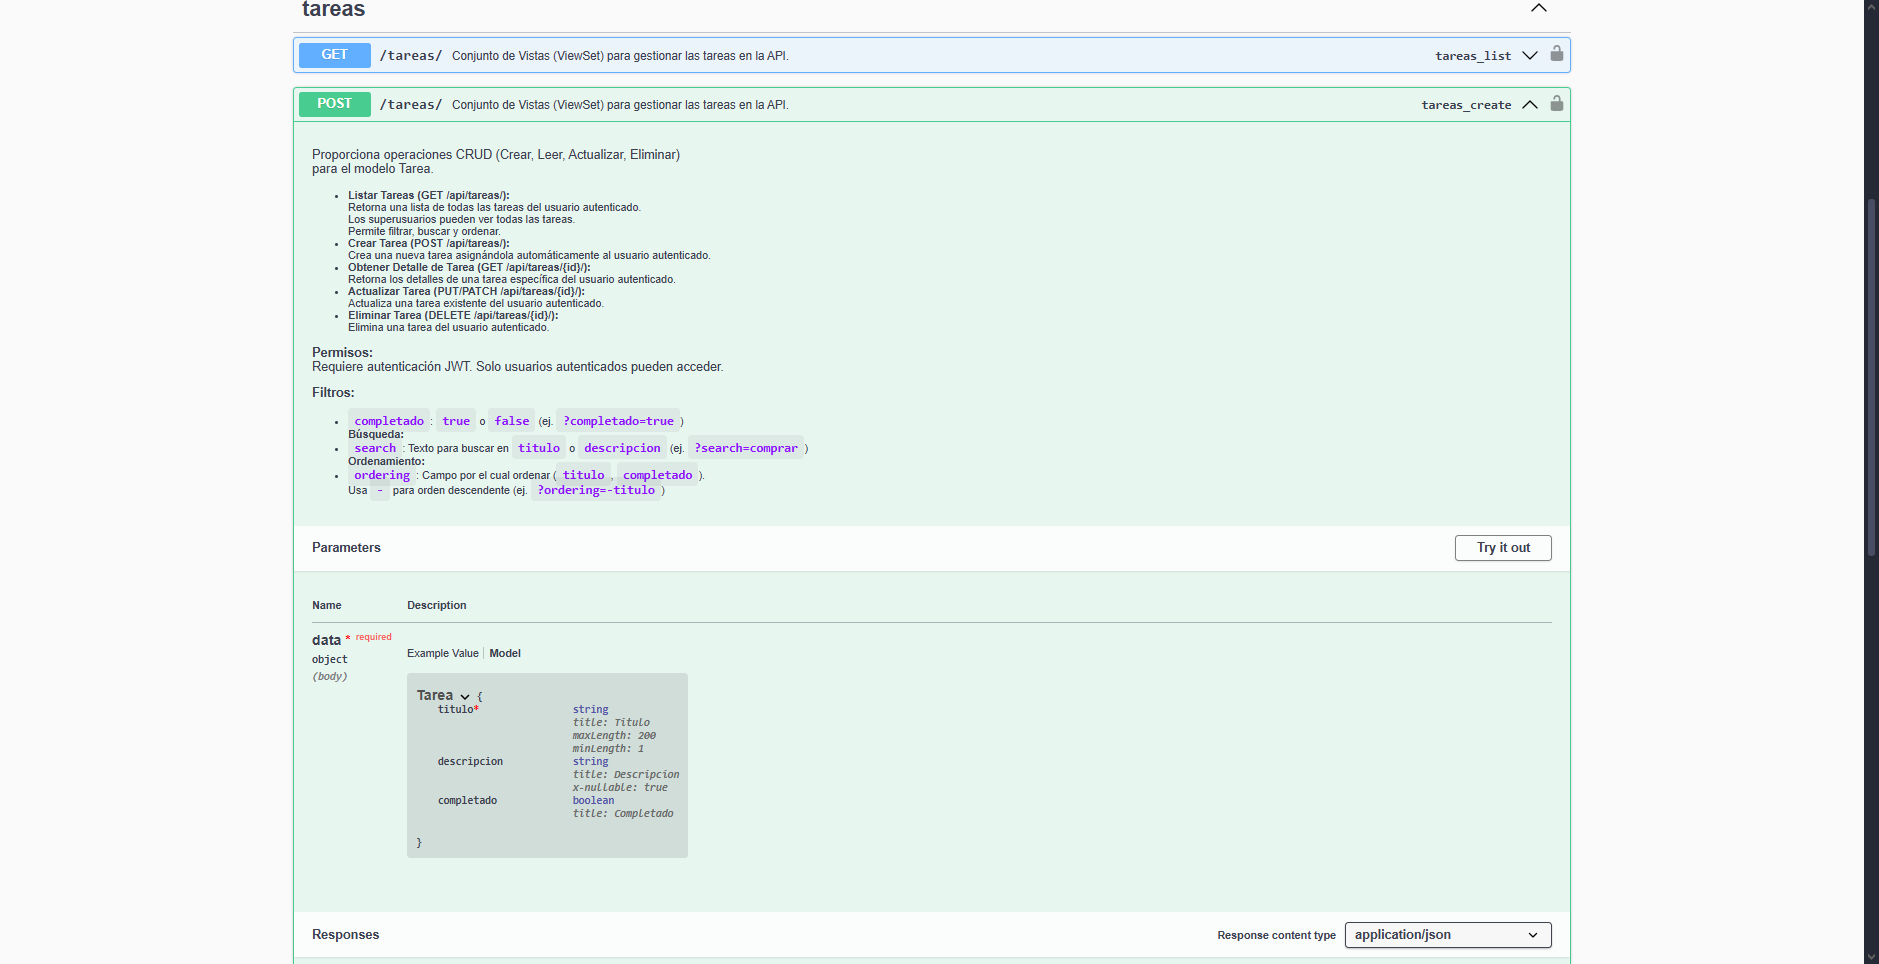 tareas
GET /tareas/ Conjunto de Vistas (ViewSet) para gestionar las tareas en la API. tareas_list
POST /tareas/ Conjunto de Vistas (ViewSet) para gestionar las tareas en la API. tareas_create
Proporciona operaciones CRUD (Crear, Leer, Actualizar, Eliminar)
para el modelo Tarea.
• Listar Tareas (GET /api/tareas/):
Retorna una lista de todas las tareas del usuario autenticado.
Los superusuarios pueden ver todas las tareas.
Permite filtrar, buscar y ordenar.
• Crear Tarea (POST /api/tareas/):
Crea una nueva tarea asignándola automáticamente al usuario autenticado.
• Obtener Detalle de Tarea (GET /api/tareas/{id}/):
Retorna los detalles de una tarea específica del usuario autenticado.
• Actualizar Tarea (PUT/PATCH /api/tareas/{id}/):
Actualiza una tarea existente del usuario autenticado.
• Eliminar Tarea (DELETE /api/tareas/{id}/):
Elimina una tarea del usuario autenticado.
Permisos:
Requiere autenticación JWT. Solo usuarios autenticados pueden acceder.
Filtros:
• completado : true o false (ej. ?completado=true )
Búsqueda:
• search : Texto para buscar en titulo o descripcion (ej. ?search=comprar )
Ordenamiento:
• ordering : Campo por el cual ordenar ( titulo , completado ).
Usa - para orden descendente (ej. ?ordering=-titulo )
Parameters Try it out
Name Description
data * required
object
(body)
Example Value Model
Tarea {
titulo* string
title: Titulo
maxLength: 200
minLength: 1
descripcion string
title: Descripcion
x-nullable: true
completado boolean
title: Completado
}
Responses Response content type application/json